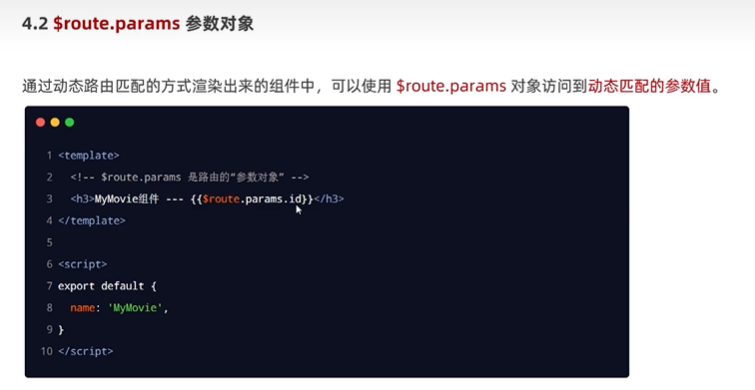 4.2 $route.params 参数对象
通过动态路由匹配的方式渲染出来的组件中，可以使用 $route.params 对象访问到动态匹配的参数值。
1 <template>
2   <!-- $route.params 是路由的“参数对象” -->
3   <h3>MyMovie组件 --- {{$route.params.id}}</h3>
4 </template>
5
6 <script>
7 export default {
8   name: 'MyMovie',
9 }
10 </script>